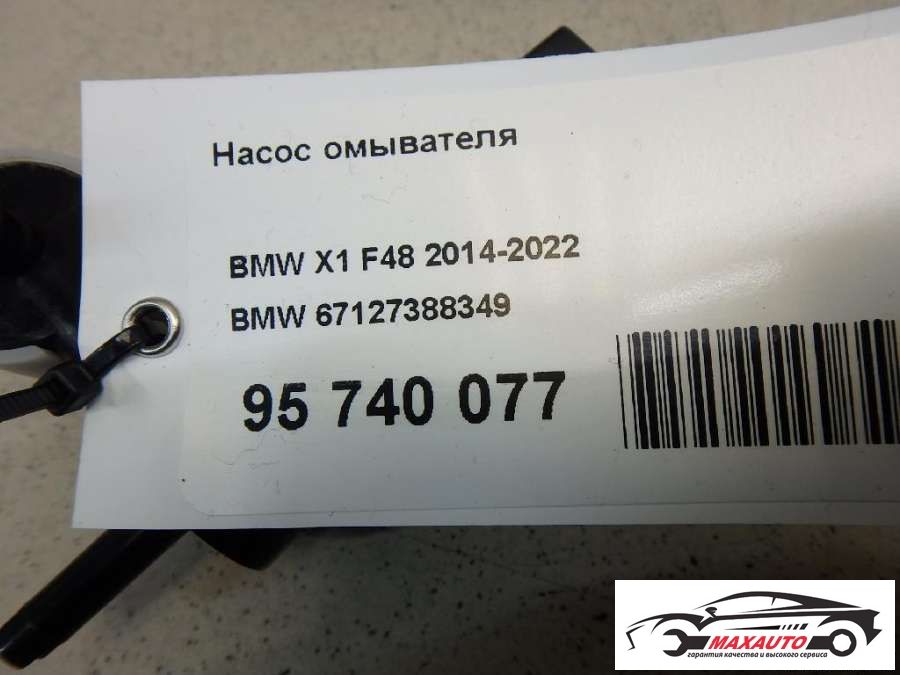 Насос омывателя
BMW X1 F48 2014-2022
BMW 67127388349
95 740 077
MAXAUTO
гарантия качества и высокого сервиса